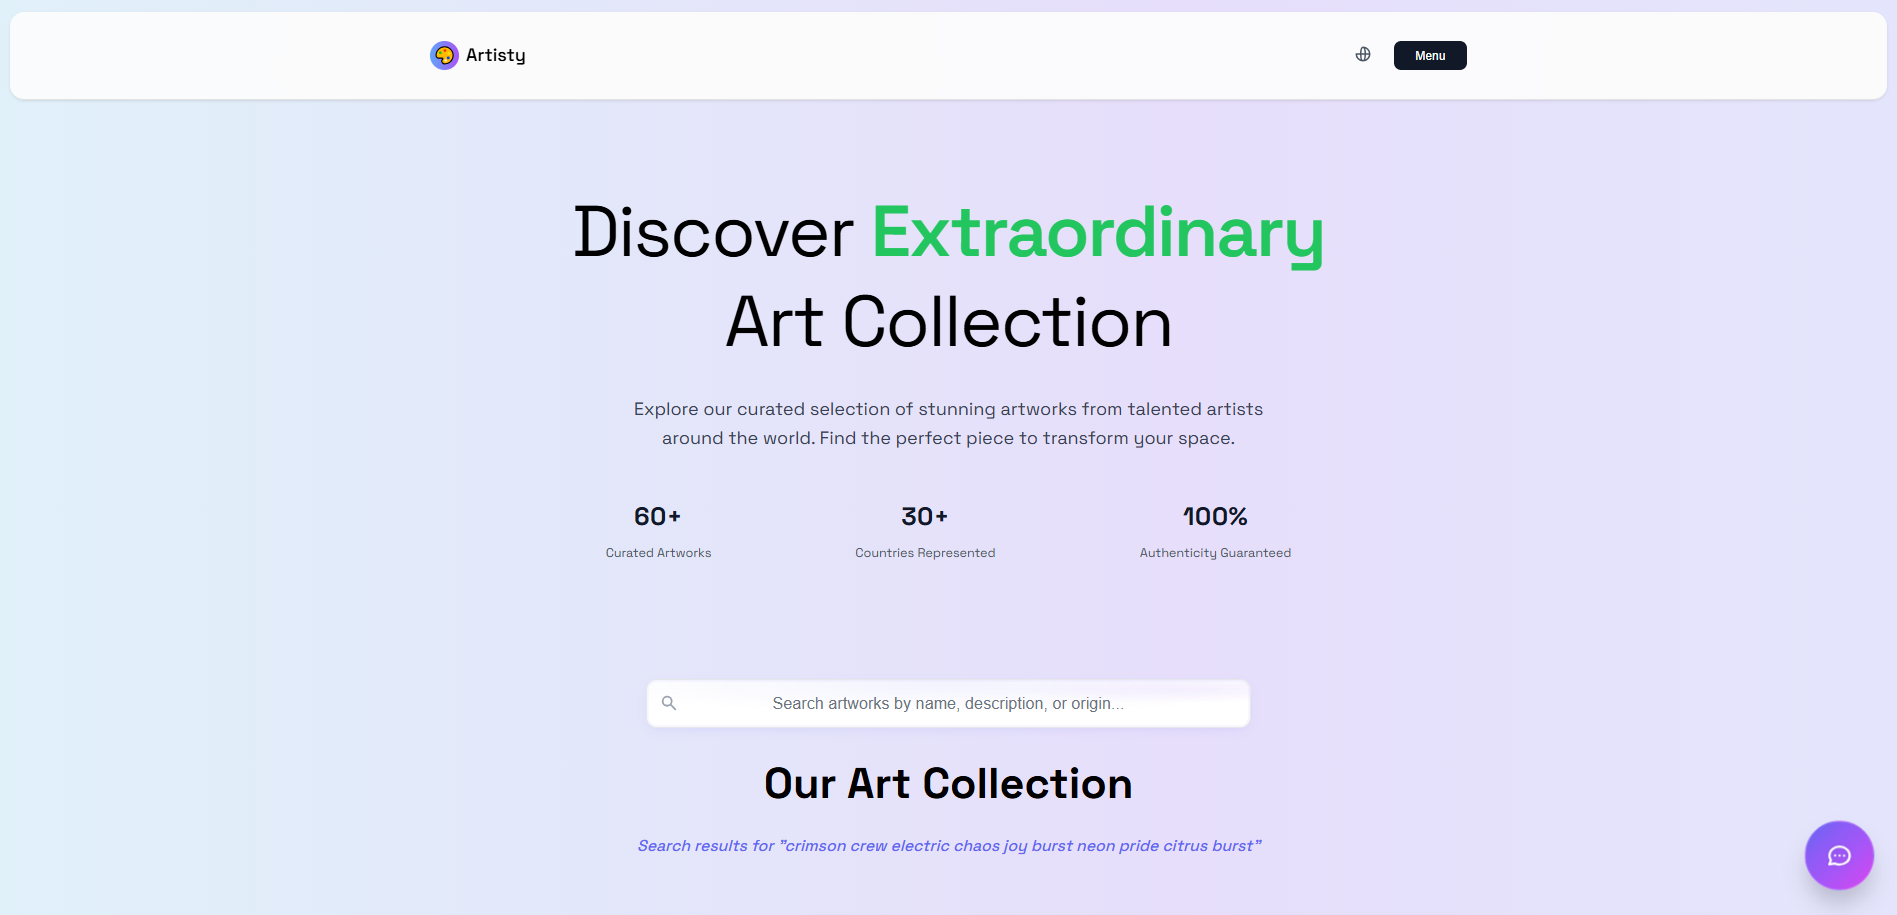 Artisty
Menu
Discover Extraordinary
Art Collection
Explore our curated selection of stunning artworks from talented artists
around the world. Find the perfect piece to transform your space.
60+
Curated Artworks
30+
Countries Represented
100%
Authenticity Guaranteed
Search artworks by name, description, or origin...
Our Art Collection
Search results for "crimson crew electric chaos joy burst neon pride citrus burst"